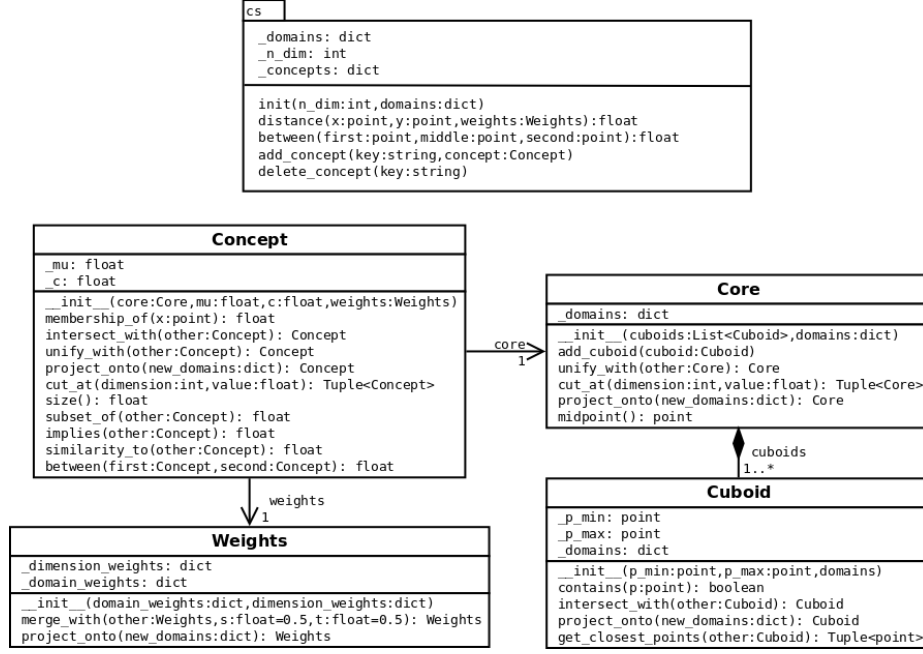 cs
_domains: dict
_n_dim: int
_concepts: dict
init(n_dim:int,domains:dict)
distance(x:point,y:point,weights:Weights):float
between(first:point,middle:point,second:point):float
add_concept(key:string,concept:Concept)
delete_concept(key:string)
Concept
_mu: float
_c: float
__init__(core:Core,mu:float,c:float,weights:Weights)
membership_of(x:point): float
intersect_with(other:Concept): Concept
unify_with(other:Concept): Concept
project_onto(new_domains:dict): Concept
cut_at(dimension:int,value:float): Tuple<Concept>
size(): float
subset_of(other:Concept): float
implies(other:Concept): float
similarity_to(other:Concept): float
between(first:Concept,second:Concept): float
core
1
Core
_domains: dict
__init__(cuboids:List<Cuboid>,domains:dict)
add_cuboid(cuboid:Cuboid)
unify_with(other:Core): Core
cut_at(dimension:int,value:float): Tuple<Core>
project_onto(new_domains:dict): Core
midpoint(): point
cuboids
1..*
weights
1
Weights
_dimension_weights: dict
_domain_weights: dict
__init__(domain_weights:dict,dimension_weights:dict)
merge_with(other:Weights,s:float=0.5,t:float=0.5): Weights
project_onto(new_domains:dict): Weights
Cuboid
_p_min: point
_p_max: point
_domains: dict
__init__(p_min:point,p_max:point,domains)
contains(p:point): boolean
intersect_with(other:Cuboid): Cuboid
project_onto(new_domains:dict): Cuboid
get_closest_points(other:Cuboid): Tuple<point>